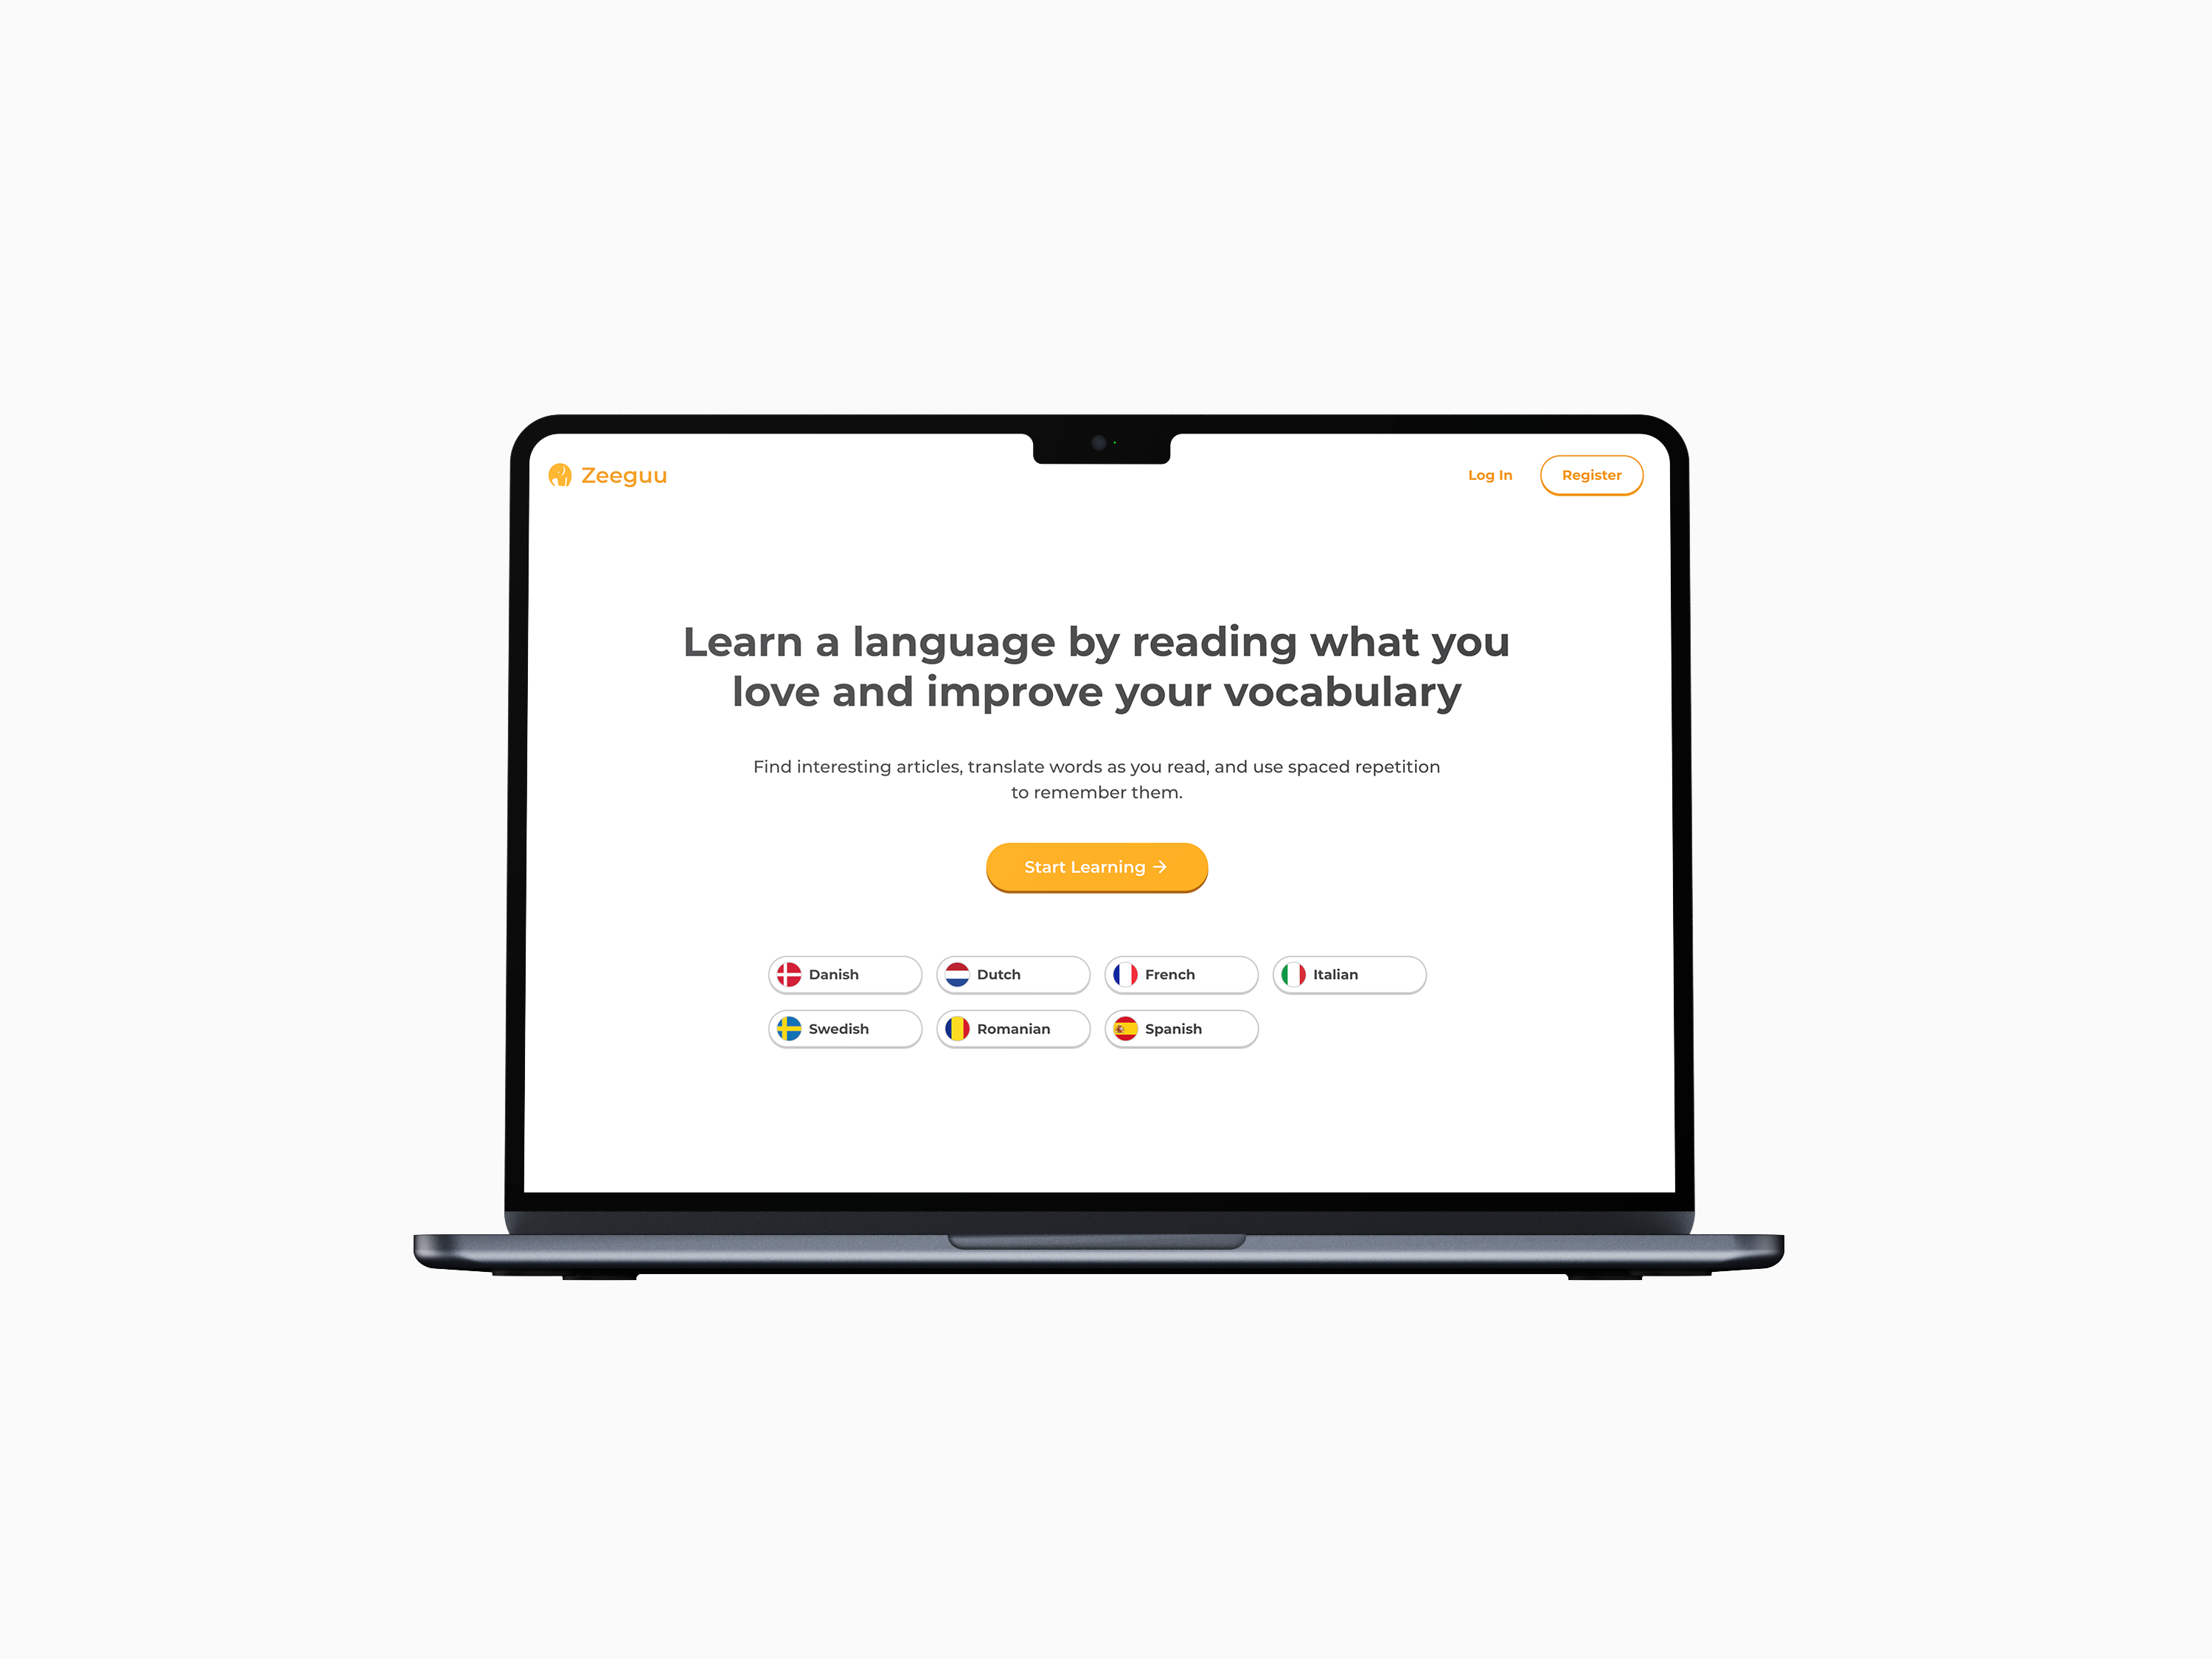 Zeeguu
Log In
Register
Learn a language by reading what you
love and improve your vocabulary
Find interesting articles, translate words as you read, and use spaced repetition
to remember them.
Start Learning →
Danish
Dutch
French
Italian
Swedish
Romanian
Spanish